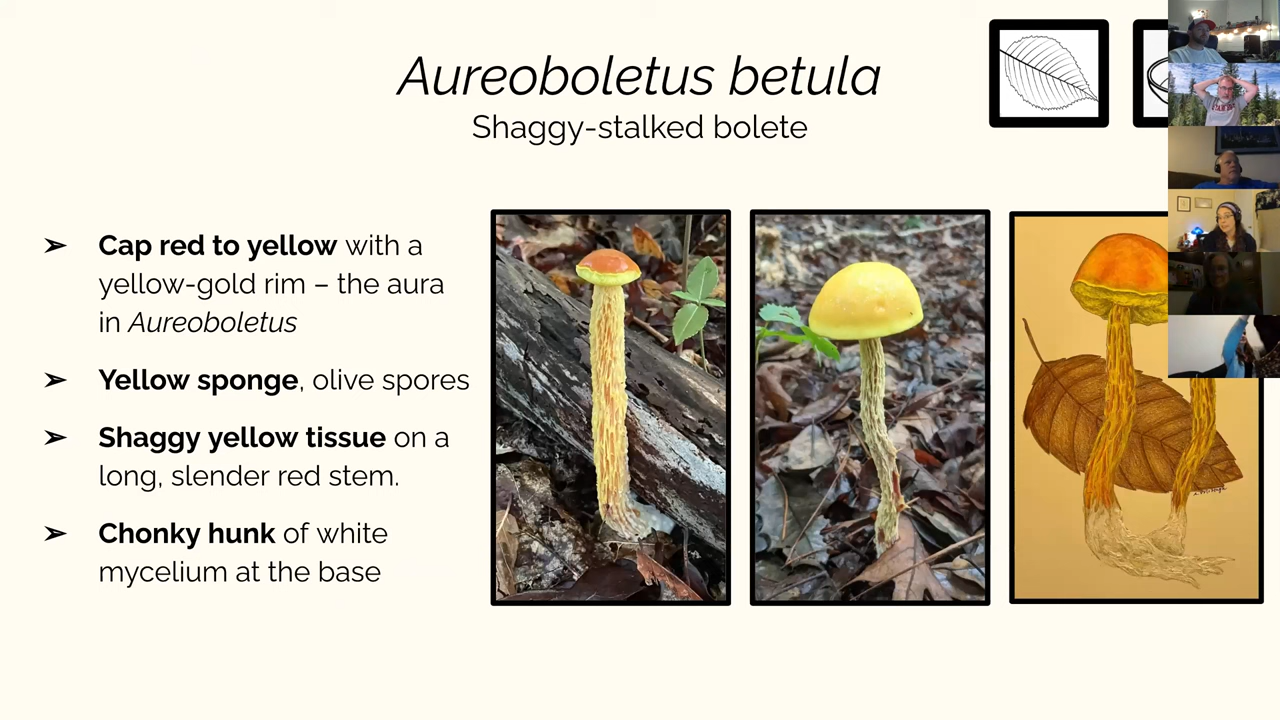 Aureoboletus betula
Shaggy-stalked bolete
➢ Cap red to yellow with a
yellow-gold rim – the aura
in Aureoboletus
➢ Yellow sponge, olive spores
➢ Shaggy yellow tissue on a
long, slender red stem.
➢ Chonky hunk of white
mycelium at the base